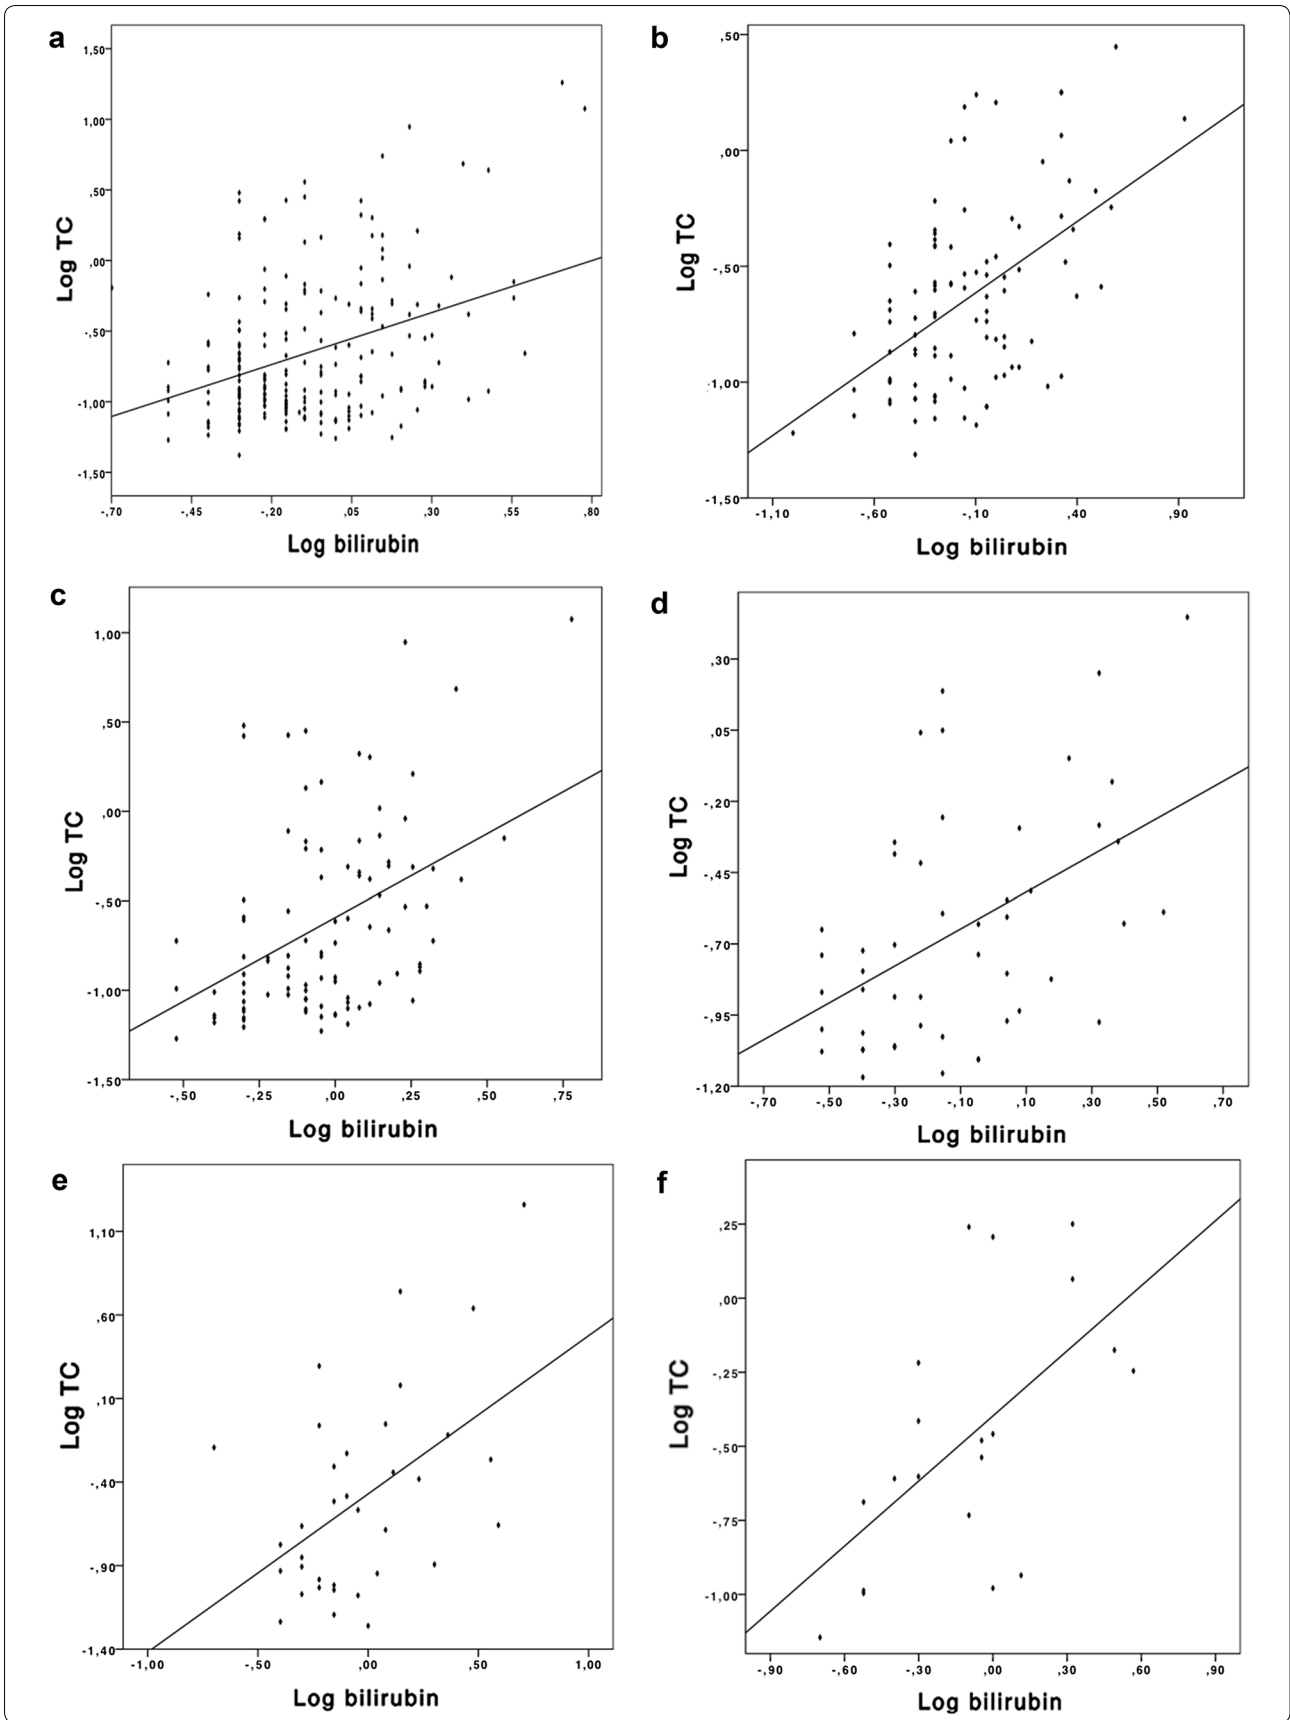 a
1,50
1,00
,50
,00
-,50
-1,00
-1,50
Log TC
-,70 -,45 -,20 ,05 ,30 ,55 ,80
Log bilirubin
b
,50
,00
-,50
-1,00
-1,50
Log TC
-1,10 -,60 -,10 ,40 ,90
Log bilirubin
c
1,00
,50
,00
-,50
-1,00
-1,50
Log TC
-,50 -,25 ,00 ,25 ,50 ,75
Log bilirubin
d
,30
,05
-,20
-,45
-,70
-,95
-1,20
Log TC
-,70 -,50 -,30 -,10 ,10 ,30 ,50 ,70
Log bilirubin
e
1,10
,60
,10
-,40
-,90
-1,40
Log TC
-1,00 -,50 ,00 ,50 1,00
Log bilirubin
f
,25
,00
-,25
-,50
-,75
-1,00
Log TC
-,90 -,60 -,30 ,00 ,30 ,60 ,90
Log bilirubin